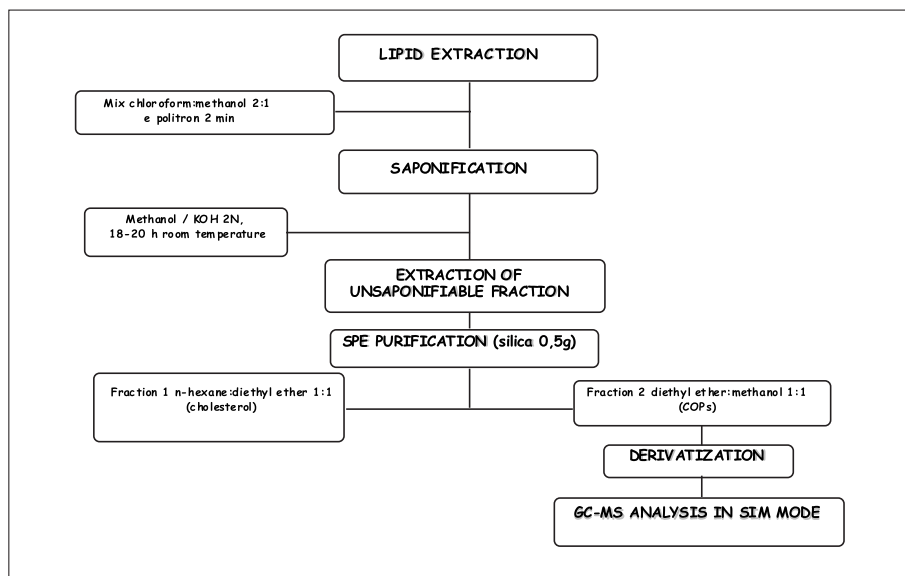 LIPID EXTRACTION
Mix chloroform:methanol 2:1
e politron 2 min
SAPONIFICATION
Methanol / KOH 2N,
18-20 h room temperature
EXTRACTION OF
UNSAPONIFIABLE FRACTION
SPE PURIFICATION (silica 0,5g)
Fraction 1 n-hexane:diethyl ether 1:1
(cholesterol)
Fraction 2 diethyl ether:methanol 1:1
(COPs)
DERIVATIZATION
GC-MS ANALYSIS IN SIM MODE